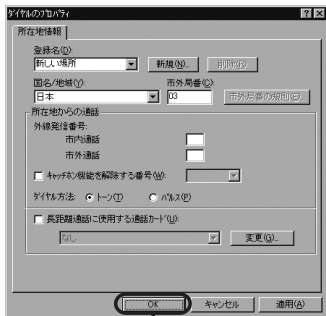 ダイヤルのプロパティ
所在地情報
登録名(D):
新しい場所 新規(N)... 削除(R)
国名/地域(Y): 市外局番(C):
日本 03 市外局番の規則(E)...
所在地からの通話
外線発信番号:
市内通話
市外通話
キャッチホン機能を解除する番号(W):
ダイヤル方法: トーン(T) パルス(P)
長距離通話に使用する通話カード(U):
なし 変更(G)...
OK キャンセル 適用(A)